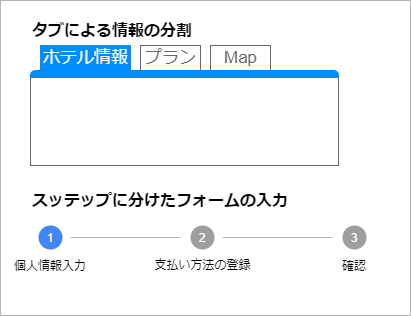 タブによる情報の分割
ホテル情報 プラン Map
スッテップに分けたフォームの入力
1 2 3
個人情報入力 支払い方法の登録 確認